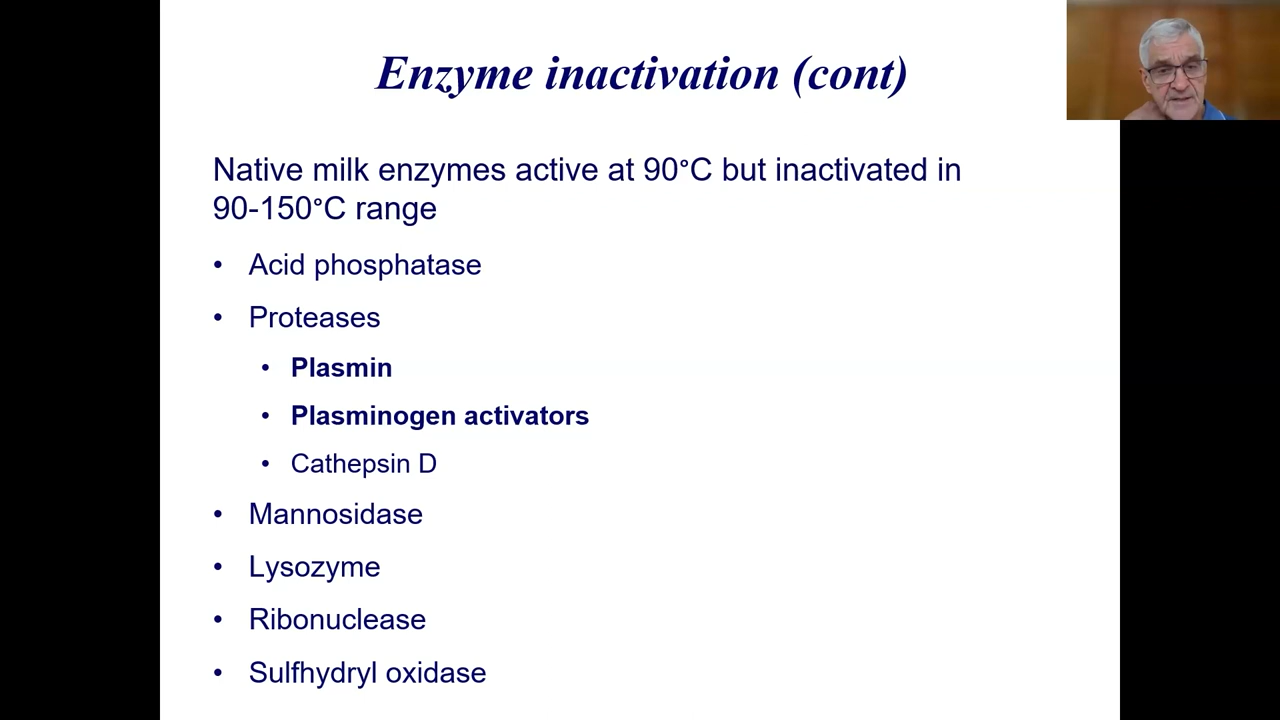 Enzyme inactivation (cont)
Native milk enzymes active at 90°C but inactivated in
90-150°C range
• Acid phosphatase
• Proteases
• Plasmin
• Plasminogen activators
• Cathepsin D
• Mannosidase
• Lysozyme
• Ribonuclease
• Sulfhydryl oxidase